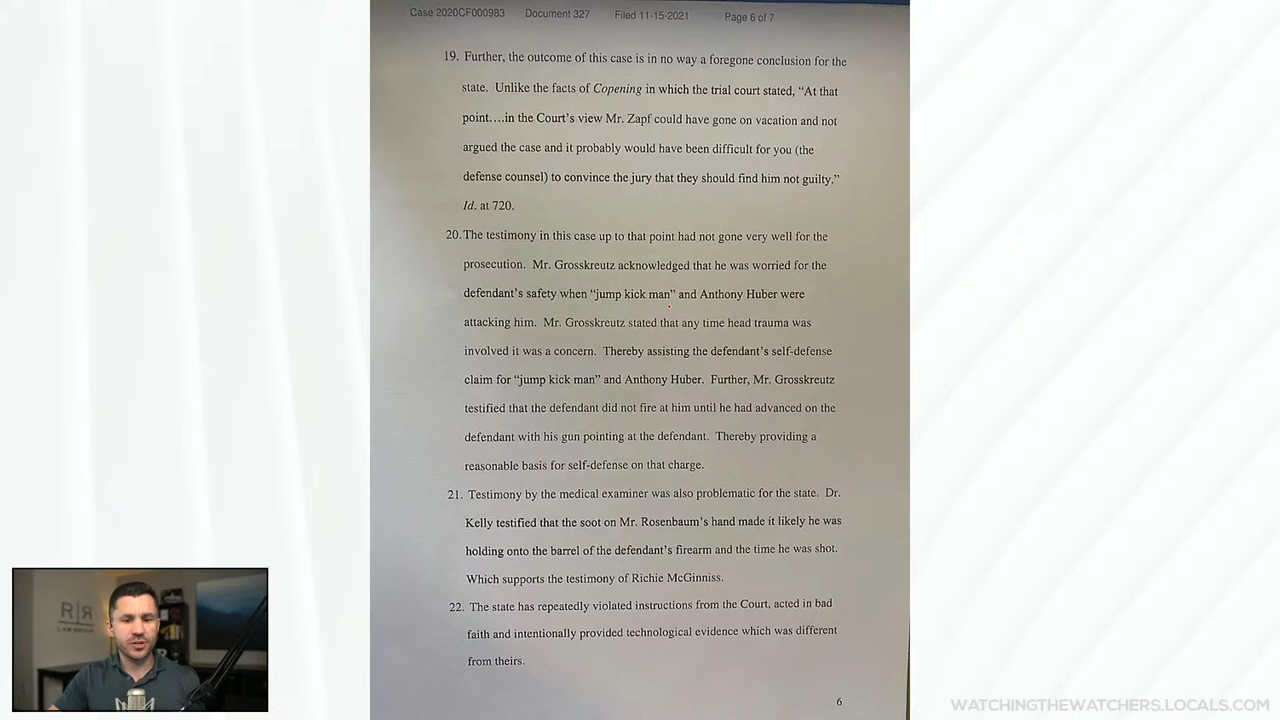 Case 2020CF000983 Document 327 Filed 11-15-2021 Page 6 of 7
19. Further, the outcome of this case is in no way a foregone conclusion for the
state. Unlike the facts of Copening in which the trial court stated, “At that
point….in the Court’s view Mr. Zapf could have gone on vacation and not
argued the case and it probably would have been difficult for you (the
defense counsel) to convince the jury that they should find him not guilty.”
Id. at 720.
20. The testimony in this case up to that point had not gone very well for the
prosecution. Mr. Grosskreutz acknowledged that he was worried for the
defendant’s safety when “jump kick man” and Anthony Huber were
attacking him. Mr. Grosskreutz stated that any time head trauma was
involved it was a concern. Thereby assisting the defendant’s self-defense
claim for “jump kick man” and Anthony Huber. Further, Mr. Grosskreutz
testified that the defendant did not fire at him until he had advanced on the
defendant with his gun pointing at the defendant. Thereby providing a
reasonable basis for self-defense on that charge.
21. Testimony by the medical examiner was also problematic for the state. Dr.
Kelly testified that the soot on Mr. Rosenbaum’s hand made it likely he was
holding onto the barrel of the defendant’s firearm and the time he was shot.
Which supports the testimony of Richie McGinniss.
22. The state has repeatedly violated instructions from the Court, acted in bad
faith and intentionally provided technological evidence which was different
from theirs.
6
R|R
LAW GROUP
WATCHINGTHEWATCHERS.LOCALS.COM